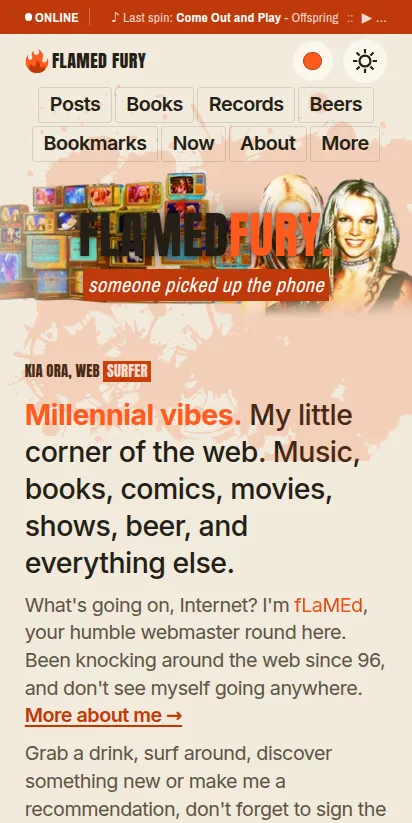 ONLINE
♪ Last spin: Come Out and Play - Offspring :: ▶ ...
FLAMED FURY
Posts Books Records Beers
Bookmarks Now About More
FLAMEDFURY.
someone picked up the phone
KIA ORA, WEB SURFER
Millennial vibes. My little
corner of the web. Music,
books, comics, movies,
shows, beer, and
everything else.
What's going on, Internet? I'm fLaMEd,
your humble webmaster round here.
Been knocking around the web since 96,
and don't see myself going anywhere.
More about me →
Grab a drink, surf around, discover
something new or make me a
recommendation, don't forget to sign the